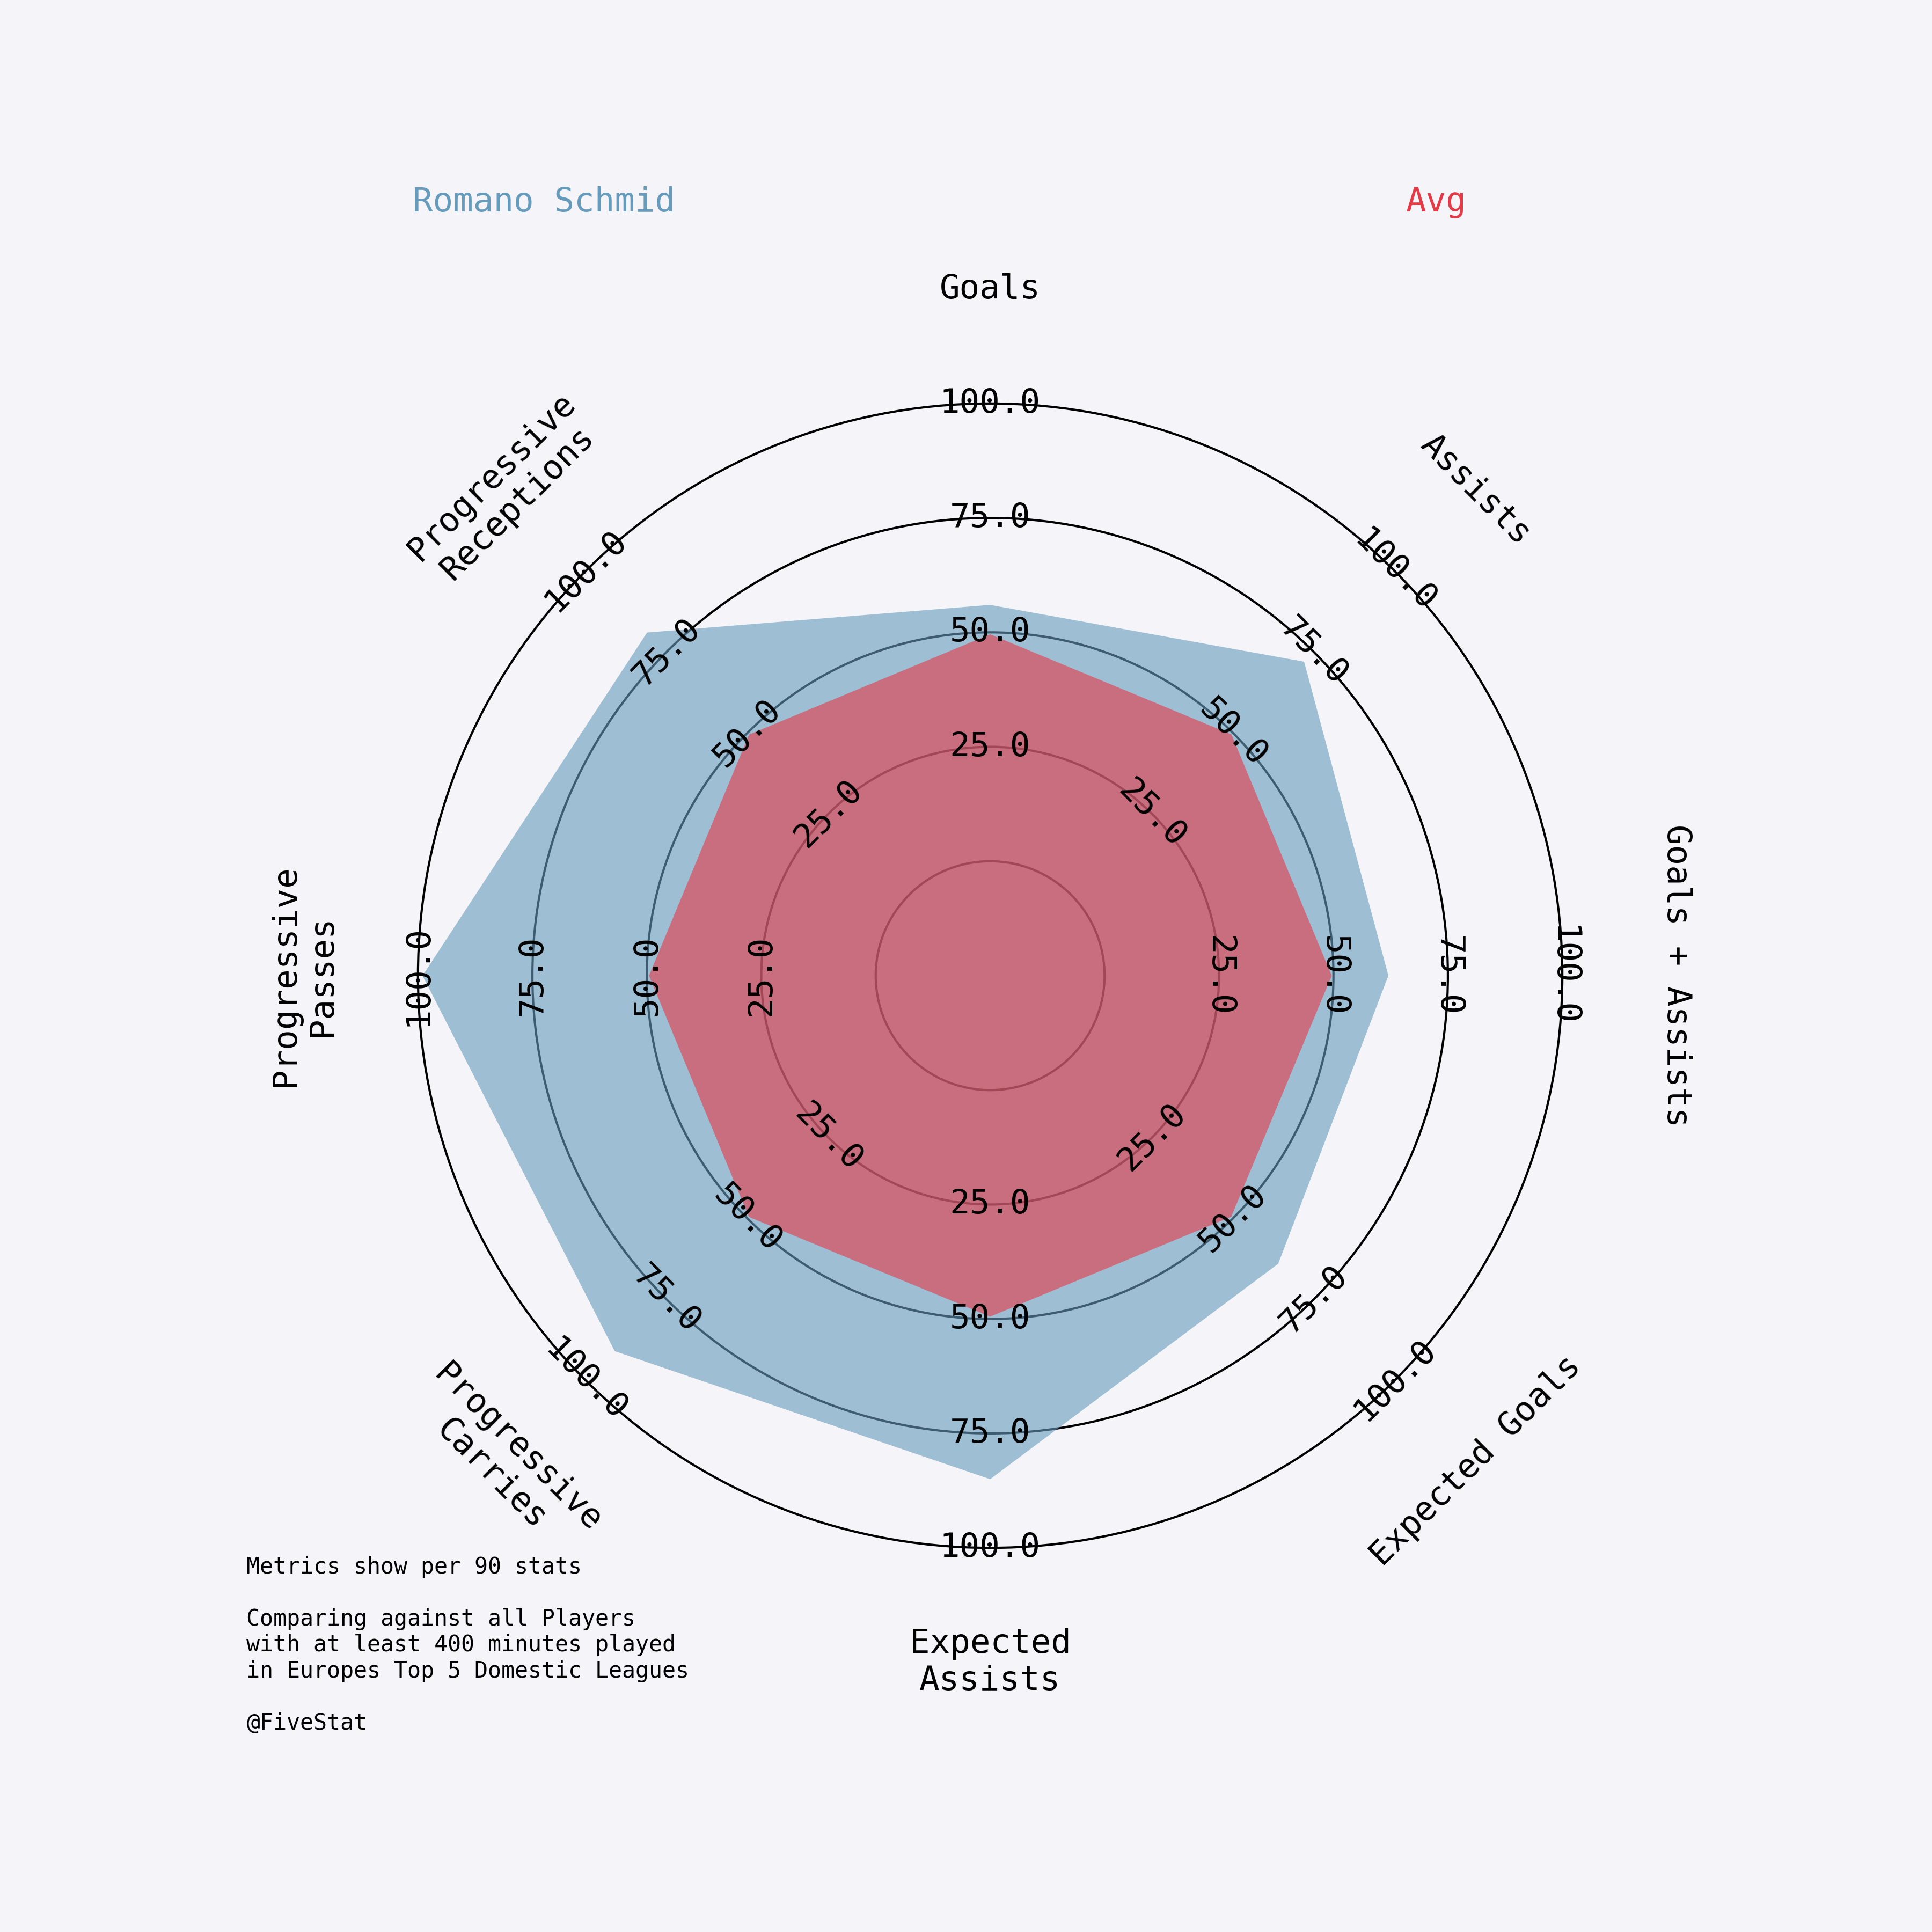 Romano Schmid
Avg
Goals
Assists
Goals + Assists
Expected Goals
Expected
Assists
Progressive
Carries
Progressive
Passes
Progressive
Receptions
25.0
50.0
75.0
100.0
25.0
50.0
75.0
100.0
25.0
50.0
75.0
100.0
25.0
50.0
75.0
100.0
25.0
50.0
75.0
100.0
25.0
50.0
75.0
100.0
25.0
50.0
75.0
100.0
25.0
50.0
75.0
100.0
Metrics show per 90 stats
Comparing against all Players
with at least 400 minutes played
in Europes Top 5 Domestic Leagues
@FiveStat